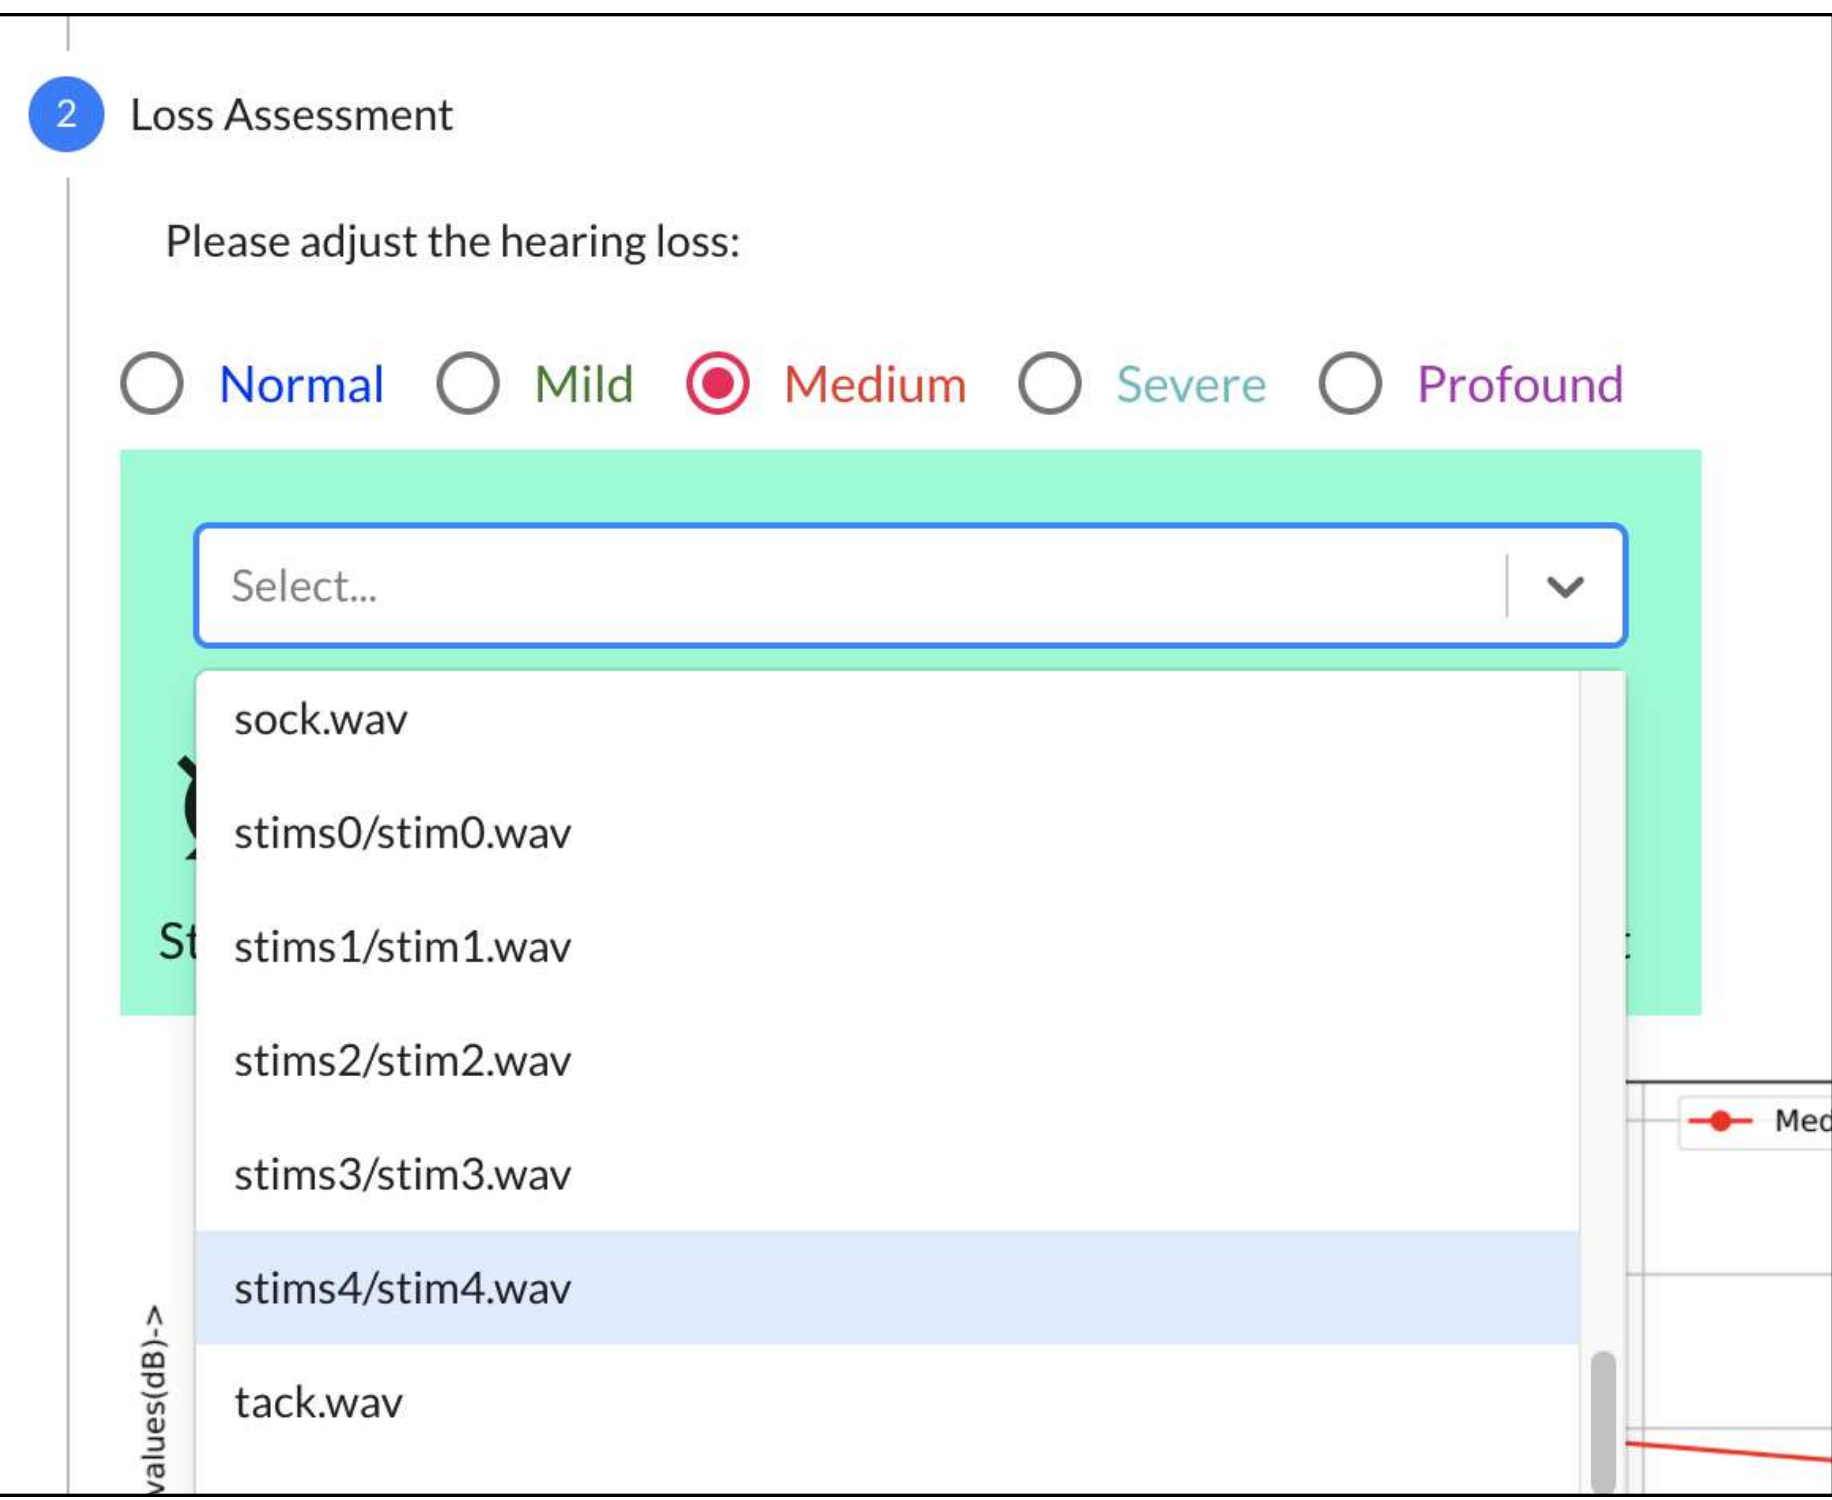 2 Loss Assessment
Please adjust the hearing loss:
Normal Mild Medium Severe Profound
Select...
sock.wav
stims0/stim0.wav
stims1/stim1.wav
stims2/stim2.wav
stims3/stim3.wav
stims4/stim4.wav
tack.wav
values(dB)->